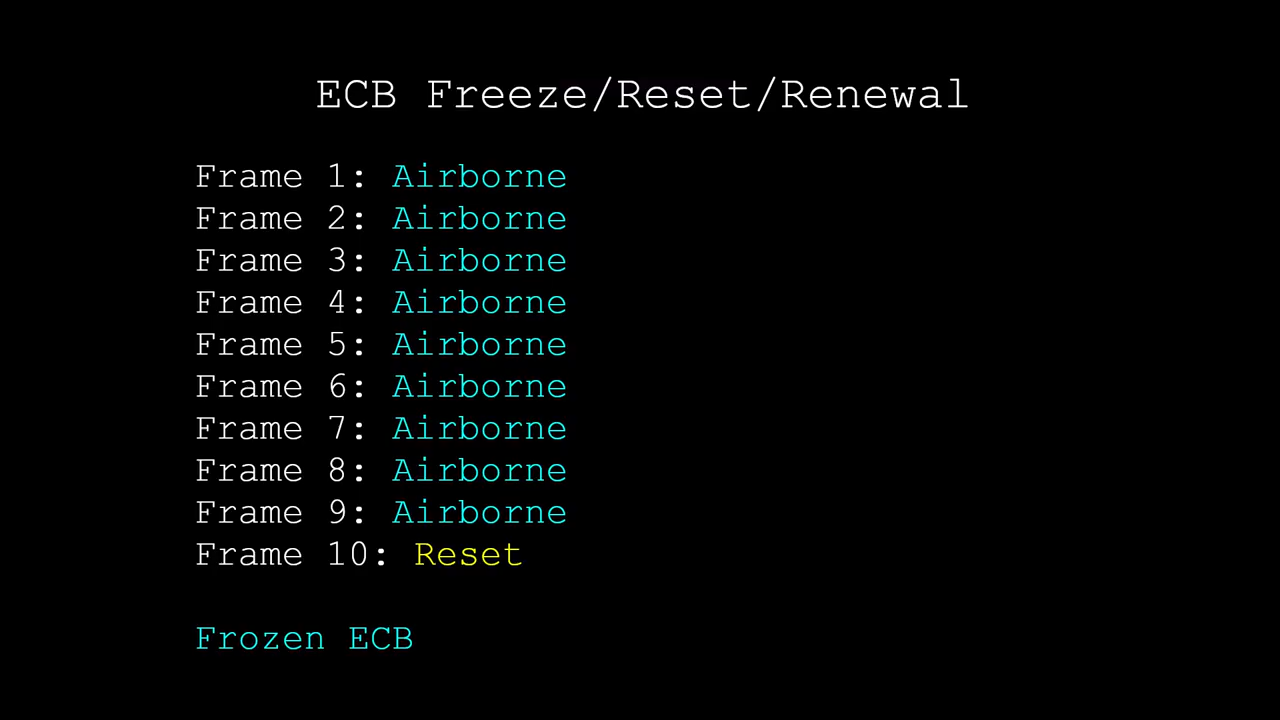 ECB Freeze/Reset/Renewal
Frame 1: Airborne
Frame 2: Airborne
Frame 3: Airborne
Frame 4: Airborne
Frame 5: Airborne
Frame 6: Airborne
Frame 7: Airborne
Frame 8: Airborne
Frame 9: Airborne
Frame 10: Reset
Frozen ECB